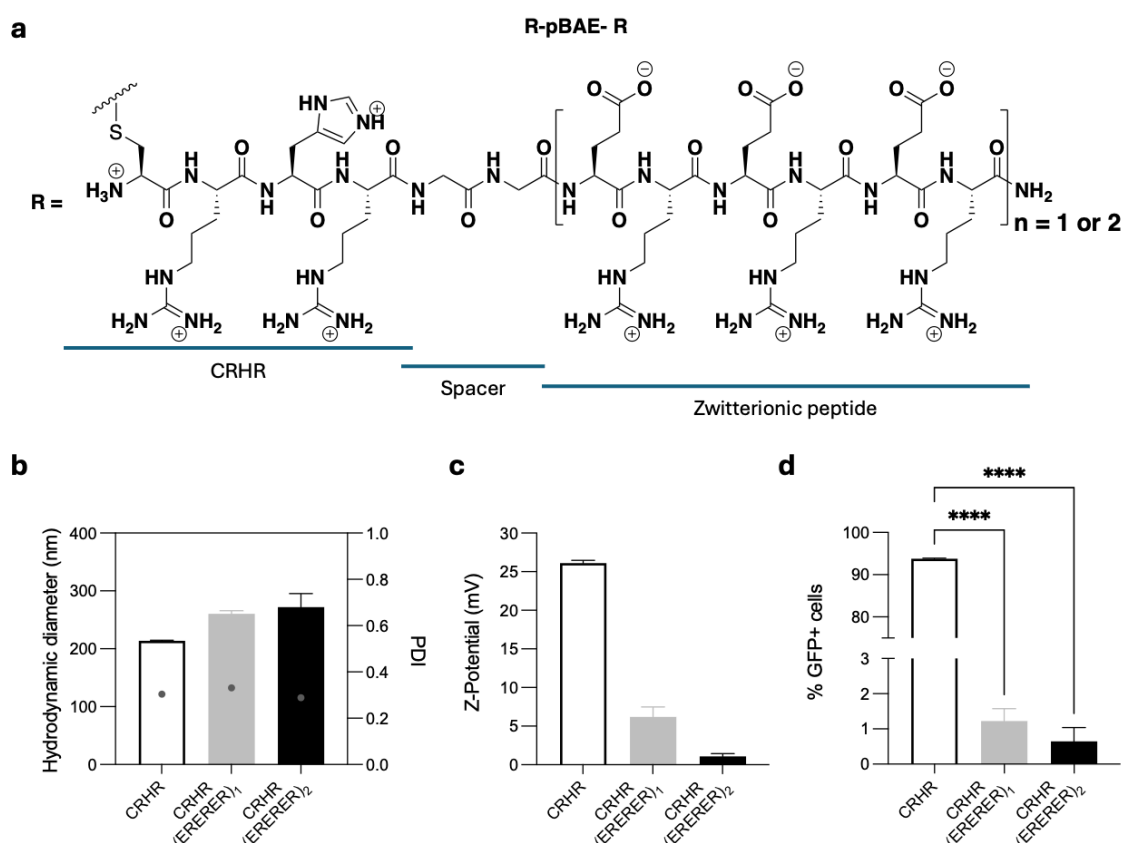 a
R-pBAE- R
R =
S
H3N⊕
O
H
N
N
H
O
HN
⊕
NH
O
H
N
O
N
H
O
H
N
O
N
H
O
O⊖
O
H
N
O
N
H
O
O⊖
O
H
N
O
N
H
O
O⊖
O
H
N
O
NH2
n = 1 or 2
HN
H2N
NH2
⊕
HN
H2N
NH2
⊕
HN
H2N
NH2
⊕
HN
H2N
NH2
⊕
HN
H2N
NH2
⊕
CRHR
Spacer
Zwitterionic peptide
b
Hydrodynamic diameter (nm)
400
300
200
100
0
1.0
0.8
0.6
0.4
0.2
0.0
PDI
CRHR
CRHR
(ERERER)1
CRHR
(ERERER)2
c
Z-Potential (mV)
30
25
20
15
10
5
0
CRHR
CRHR
(ERERER)1
CRHR
(ERERER)2
d
****
****
% GFP+ cells
100
90
80
3
2
1
0
CRHR
CRHR
(ERERER)1
CRHR
(ERERER)2